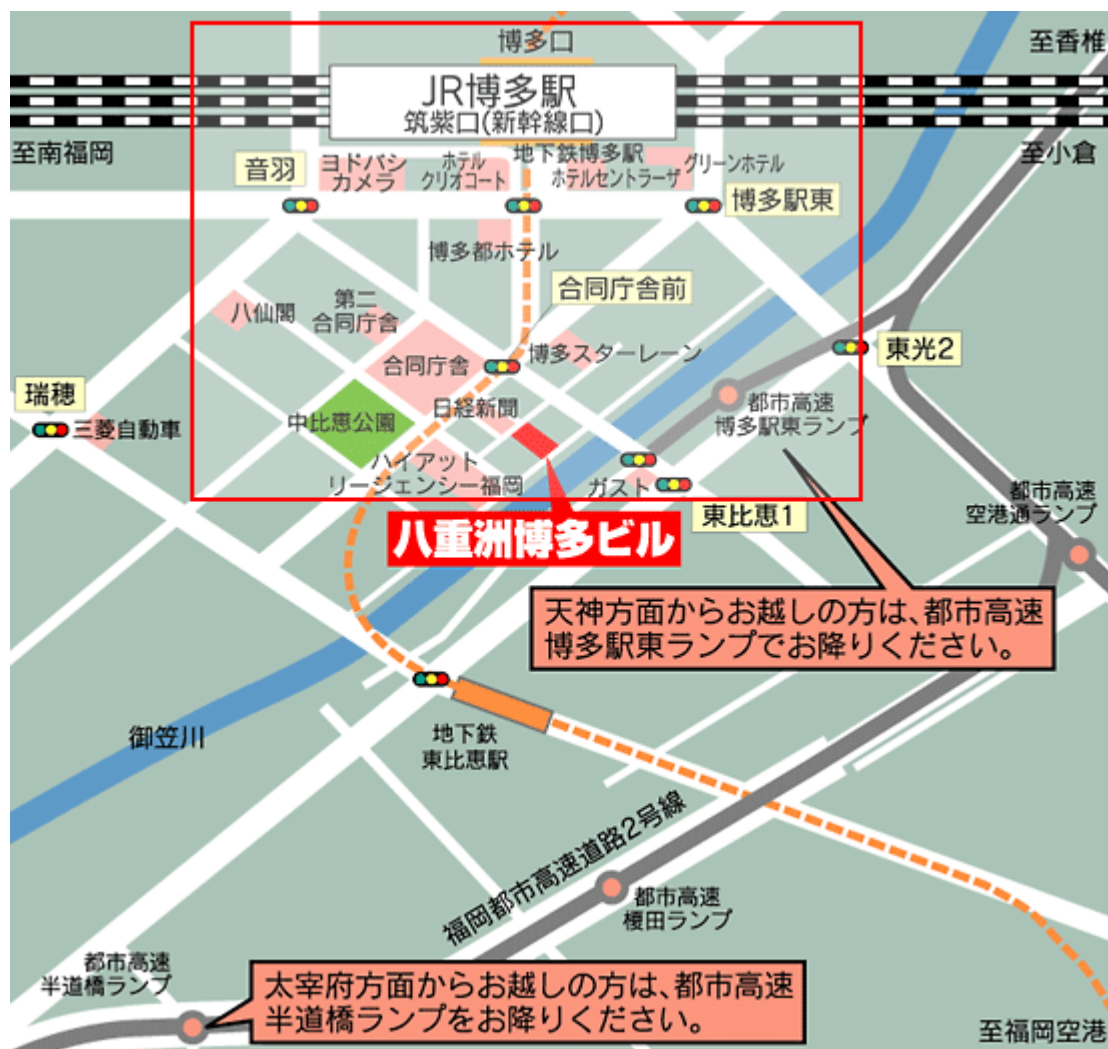 博多口
至香椎
JR博多駅
筑紫口(新幹線口)
至南福岡
至小倉
音羽
ヨドバシ
カメラ
ホテル
クリオコート
地下鉄博多駅
ホテルセントラーザ
グリーンホテル
博多駅東
博多都ホテル
合同庁舎前
八仙閣
第二
合同庁舎
合同庁舎
博多スターレーン
東光2
瑞穂
三菱自動車
中比恵公園
日経新聞
都市高速
博多駅東ランプ
ハイアット
リージェンシー福岡
ガスト
東比恵1
都市高速
空港通ランプ
八重洲博多ビル
天神方面からお越しの方は、都市高速
博多駅東ランプでお降りください。
御笠川
地下鉄
東比恵駅
福岡都市高速道路2号線
都市高速
榎田ランプ
都市高速
半道橋ランプ
太宰府方面からお越しの方は、都市高速
半道橋ランプをお降りください。
至福岡空港